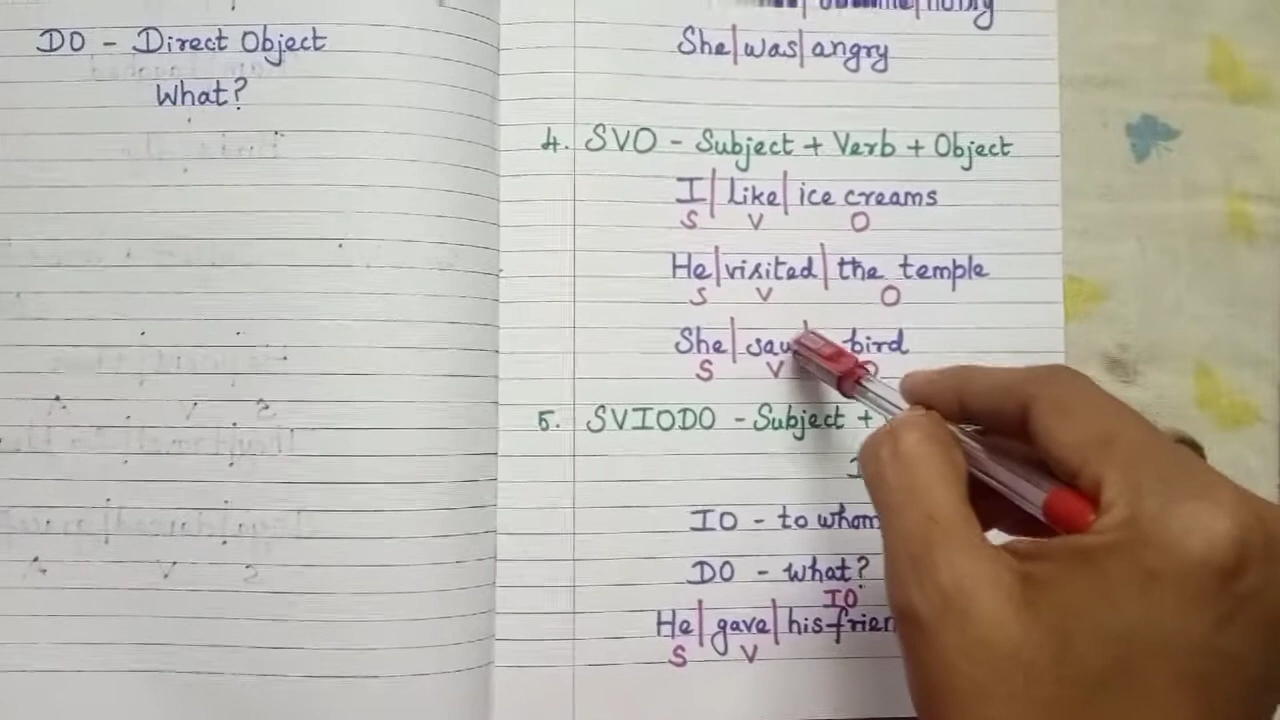 DO - Direct Object
What?
She|was|angry
4. SVO - Subject + Verb + Object
I|like|ice creams
S V O
He|visited|the temple
S V O
She|saw| bird
S V O
5. SVIODO - Subject +
IO - to whom
DO - What?
IO
He|gave|his frien
S V